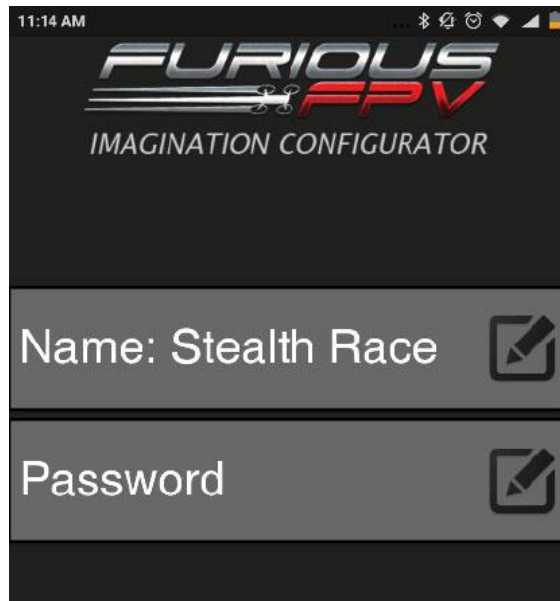 11:14 AM
...
FURIOUS
FPV
IMAGINATION CONFIGURATOR
Name: Stealth Race
Password